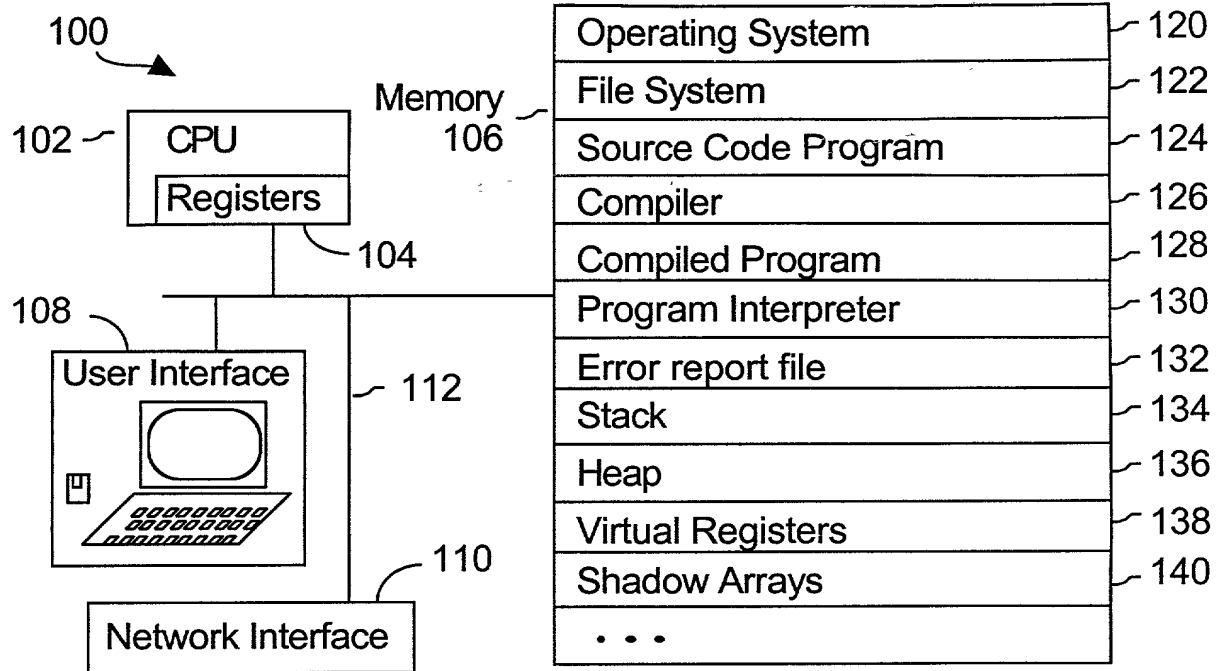 100
102
CPU
Registers
104
Memory
106
108
User Interface
112
110
Network Interface
Operating System 120
File System 122
Source Code Program 124
Compiler 126
Compiled Program 128
Program Interpreter 130
Error report file 132
Stack 134
Heap 136
Virtual Registers 138
Shadow Arrays 140
• • •